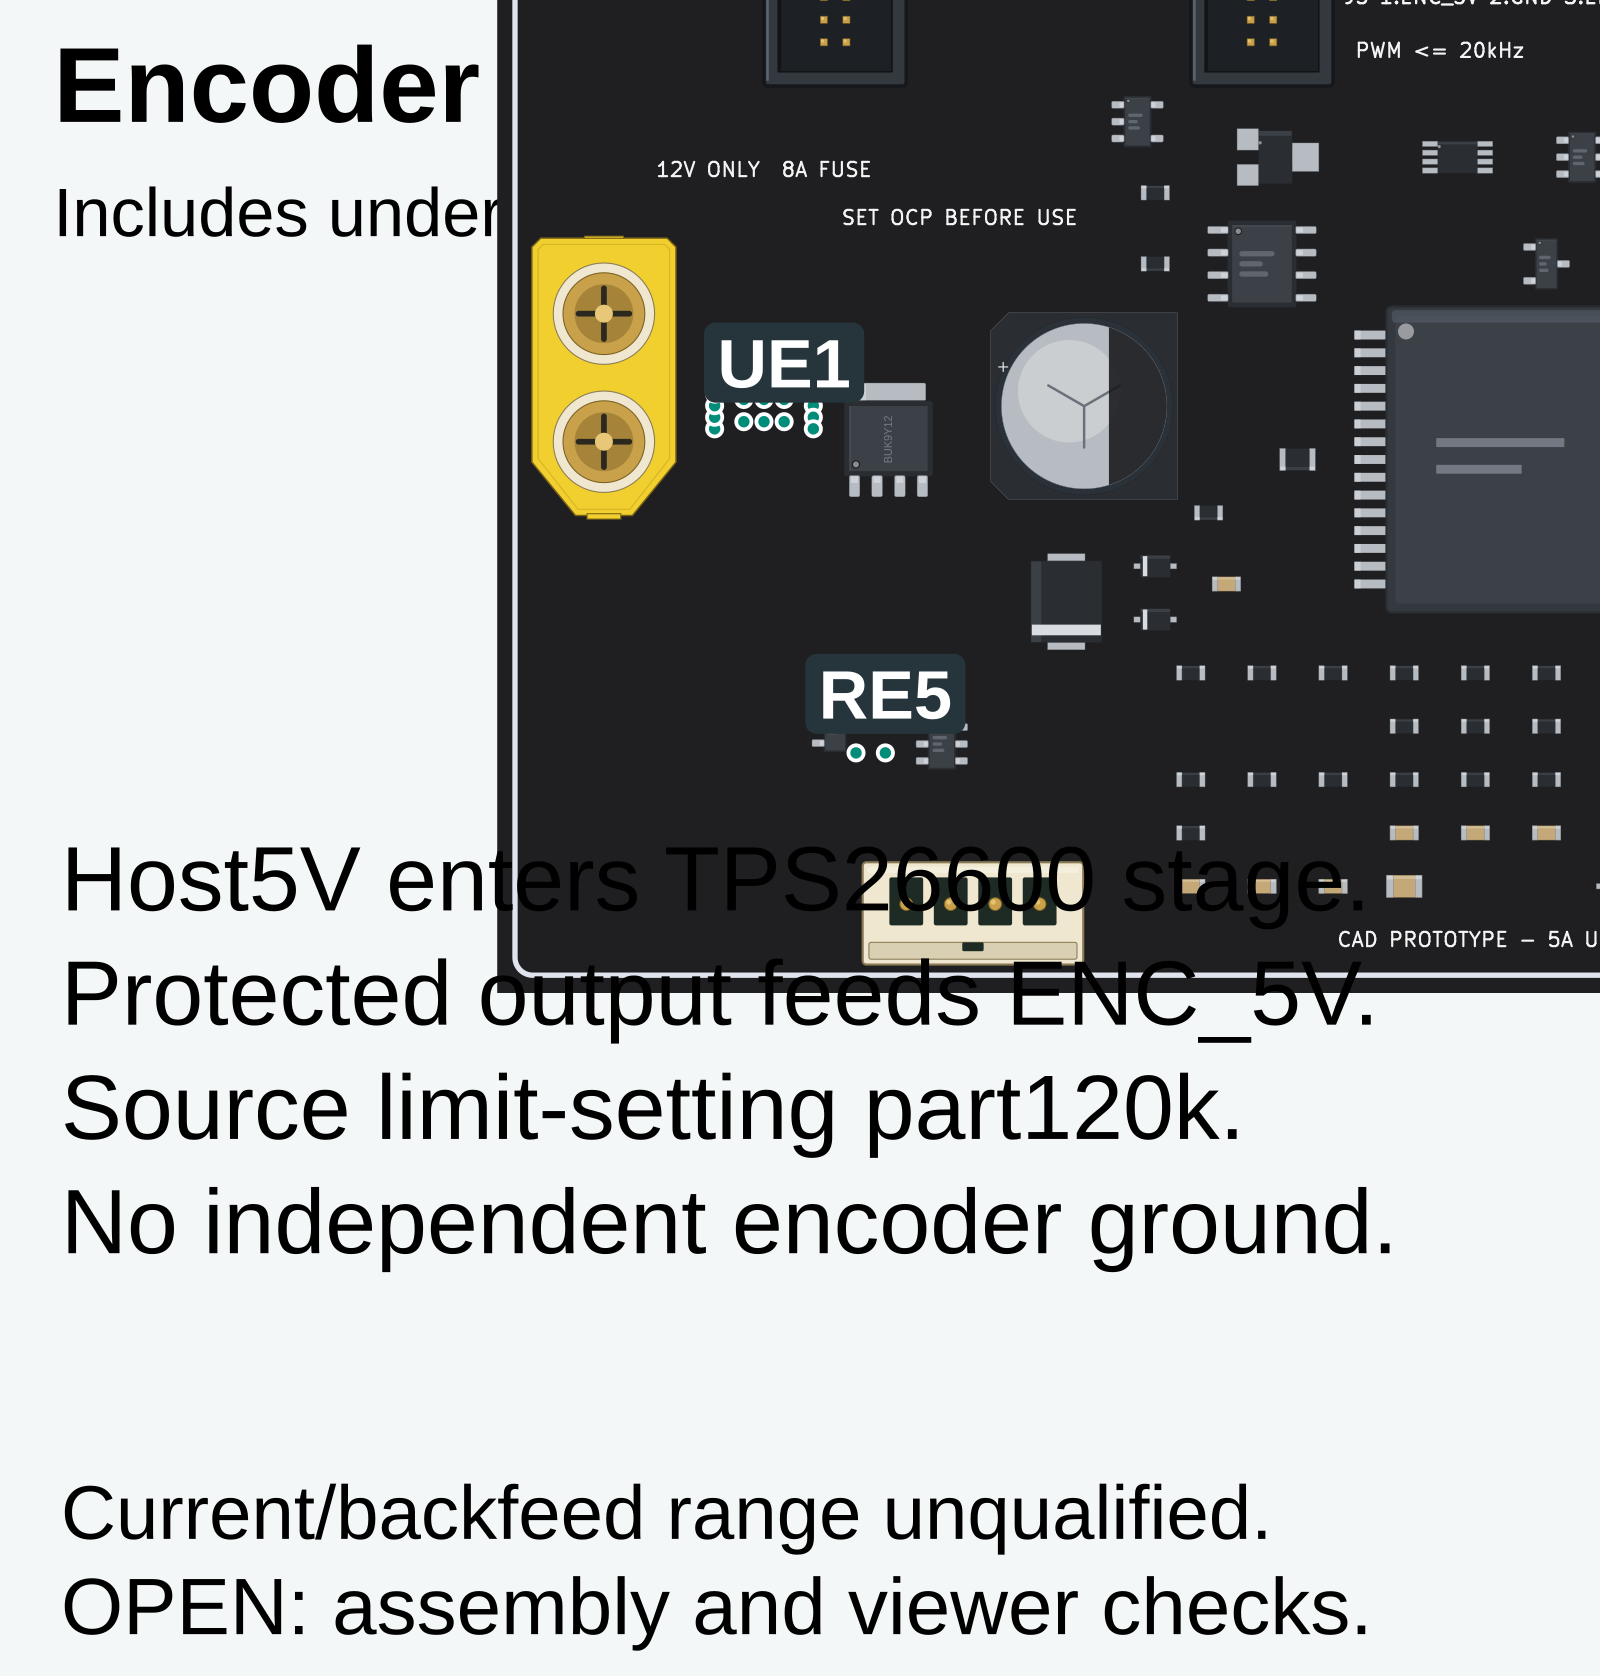 PWM <= 20kHz
Encoder
12V ONLY 8A FUSE
Includes under
SET OCP BEFORE USE
UE1
+
BUK9Y12
RE5
Host5V enters TPS26600 stage.
CAD PROTOTYPE – 5A U
Protected output feeds ENC_5V.
Source limit-setting part120k.
No independent encoder ground.
Current/backfeed range unqualified.
OPEN: assembly and viewer checks.